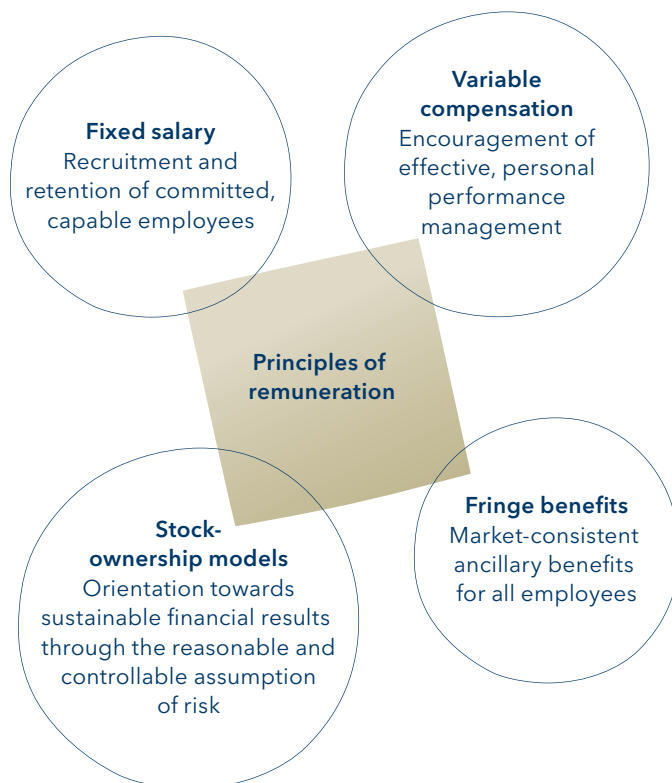 Fixed salary
Recruitment and
retention of committed,
capable employees
Variable
compensation
Encouragement of
effective, personal
performance
management
Principles of
remuneration
Stock-
ownership models
Orientation towards
sustainable financial results
through the reasonable and
controllable assumption
of risk
Fringe benefits
Market-consistent
ancillary benefits
for all employees